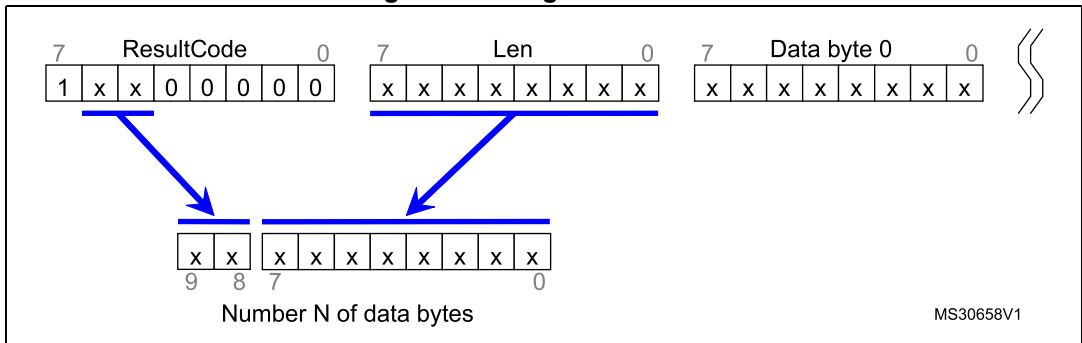 7 ResultCode 0 7 Len 0 7 Data byte 0 0
1 x x 0 0 0 0 0 x x x x x x x x x x x x x x x x
x x x x x x x x x x
9 8 7 0
Number N of data bytes
MS30658V1